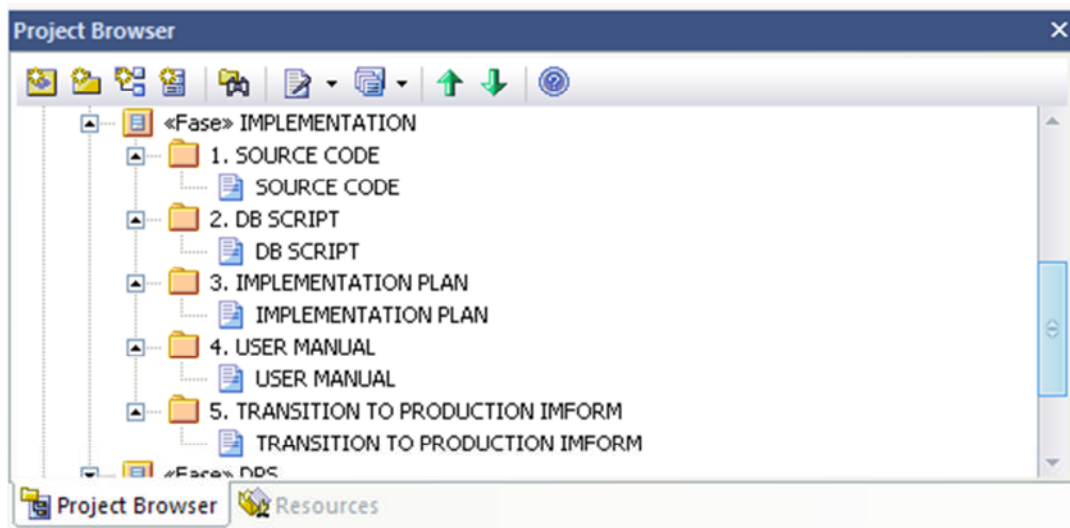 Project Browser
«Fase» IMPLEMENTATION
1. SOURCE CODE
SOURCE CODE
2. DB SCRIPT
DB SCRIPT
3. IMPLEMENTATION PLAN
IMPLEMENTATION PLAN
4. USER MANUAL
USER MANUAL
5. TRANSITION TO PRODUCTION IMFORM
TRANSITION TO PRODUCTION IMFORM
«Fase»
Project Browser Resources